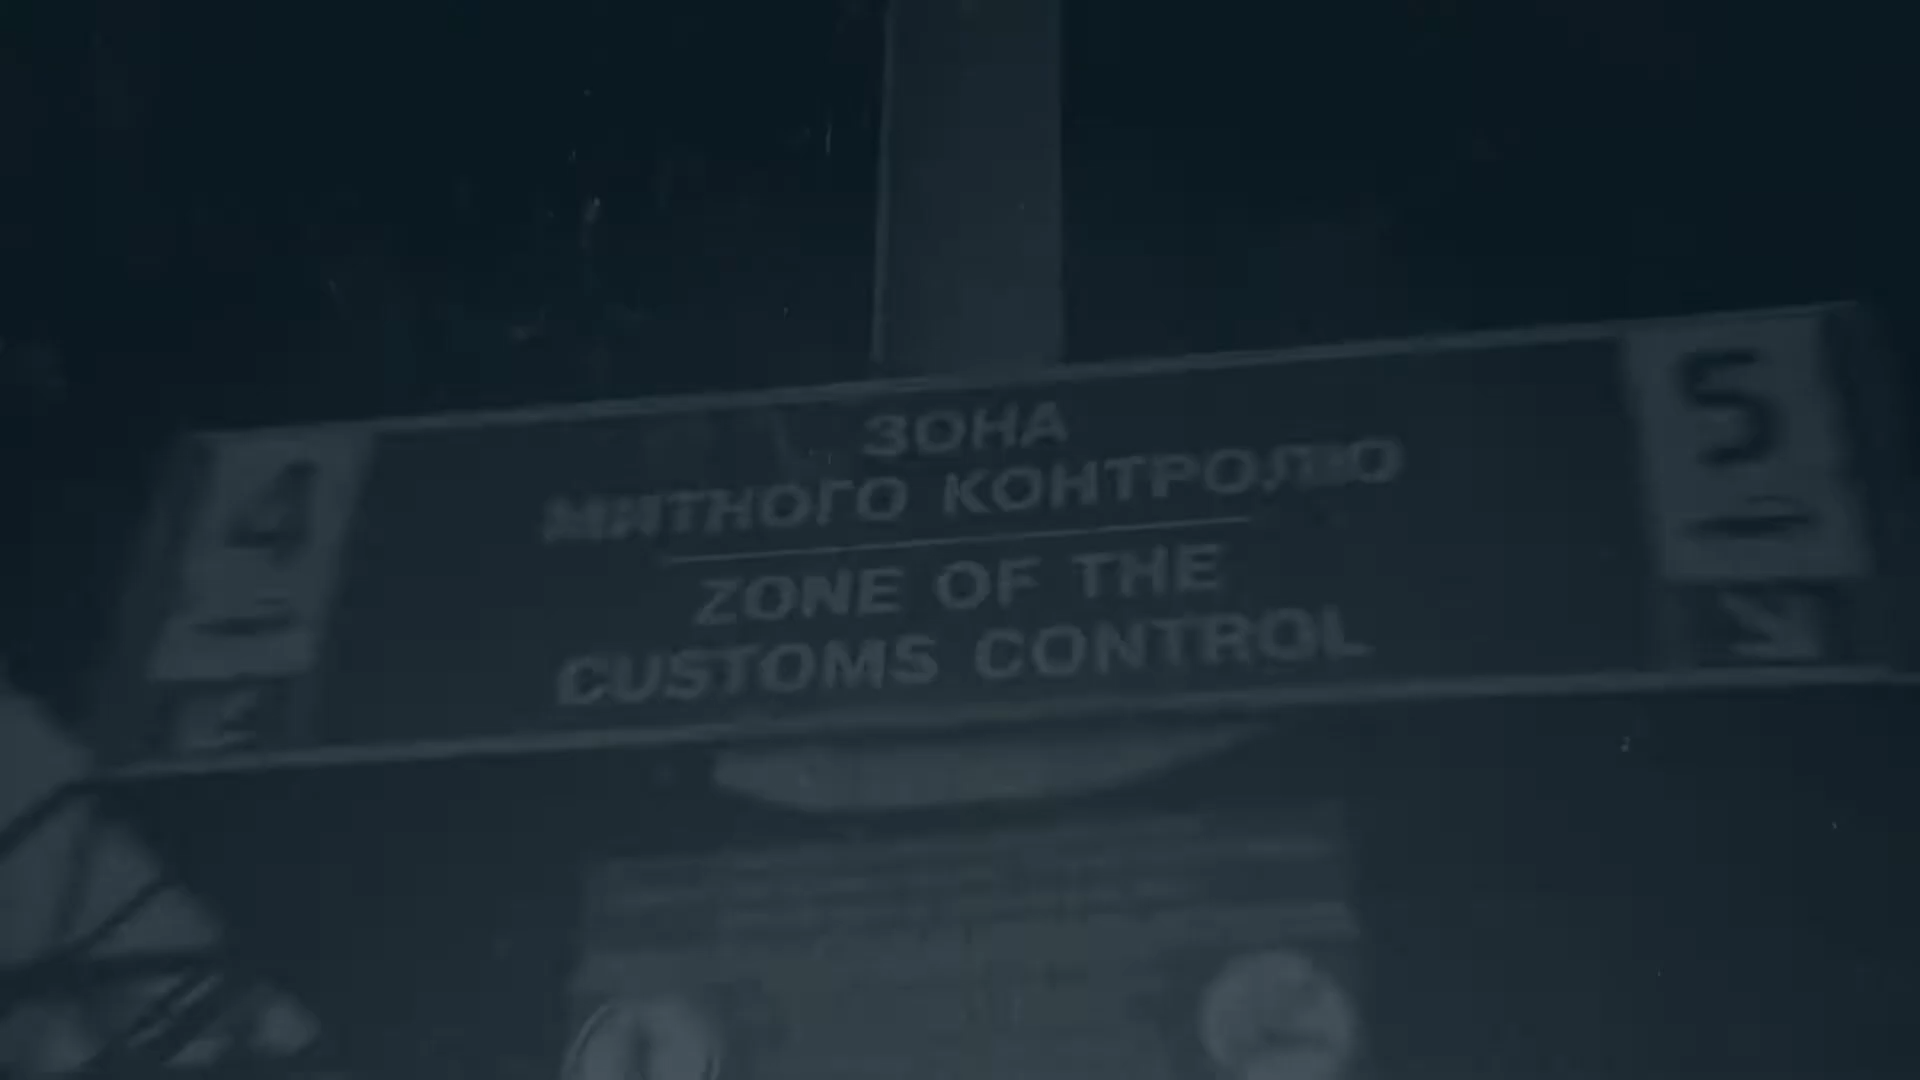 4
ЗОНА
МИТНОГО КОНТРОЛЮ
ZONE OF THE
CUSTOMS CONTROL
5